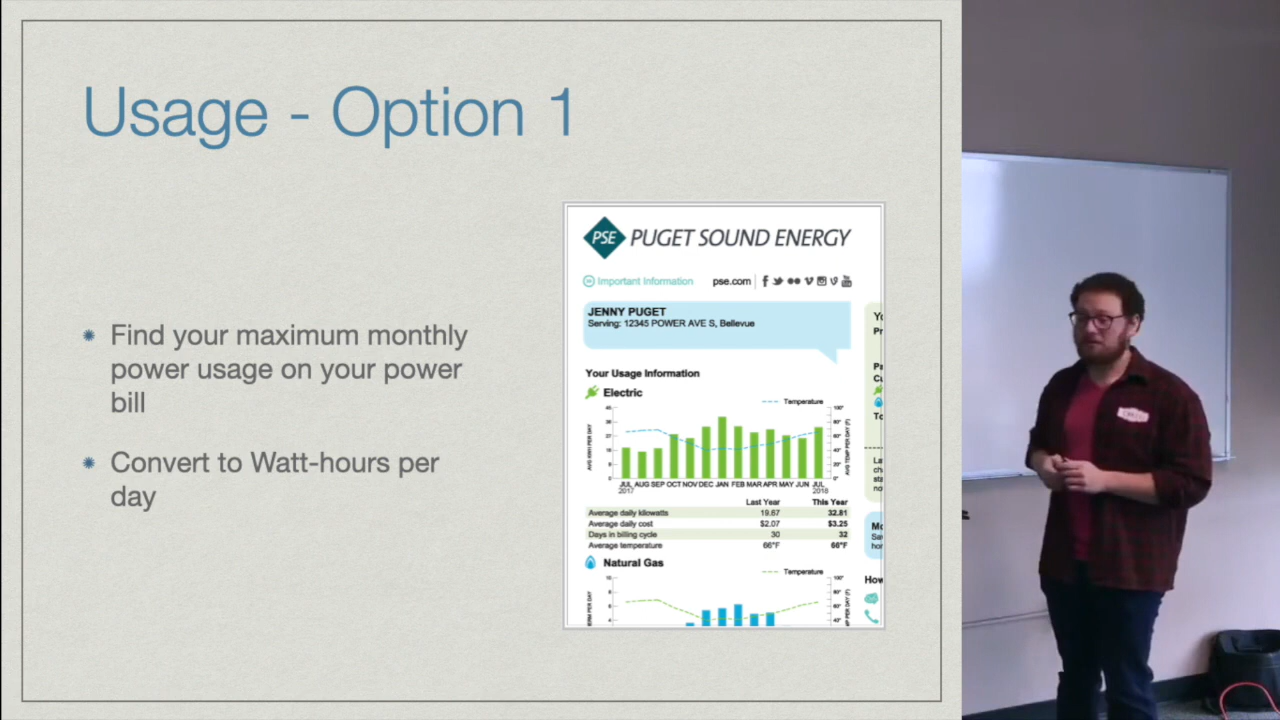 Usage - Option 1
Find your maximum monthly
power usage on your power
bill
Convert to Watt-hours per
day
PSE PUGET SOUND ENERGY
Important Information pse.com
JENNY PUGET
Serving: 12345 POWER AVE S, Bellevue
Your Usage Information
Electric
Temperature
JUL AUG SEP OCT NOV DEC JAN FEB MAR APR MAY JUN JUL
2017 2018
Last Year This Year
Average daily kilowatts 19.67 32.81
Average daily cost $2.07 $3.25
Days in billing cycle 30 32
Average temperature 66°F 66°F
Natural Gas
Temperature
How